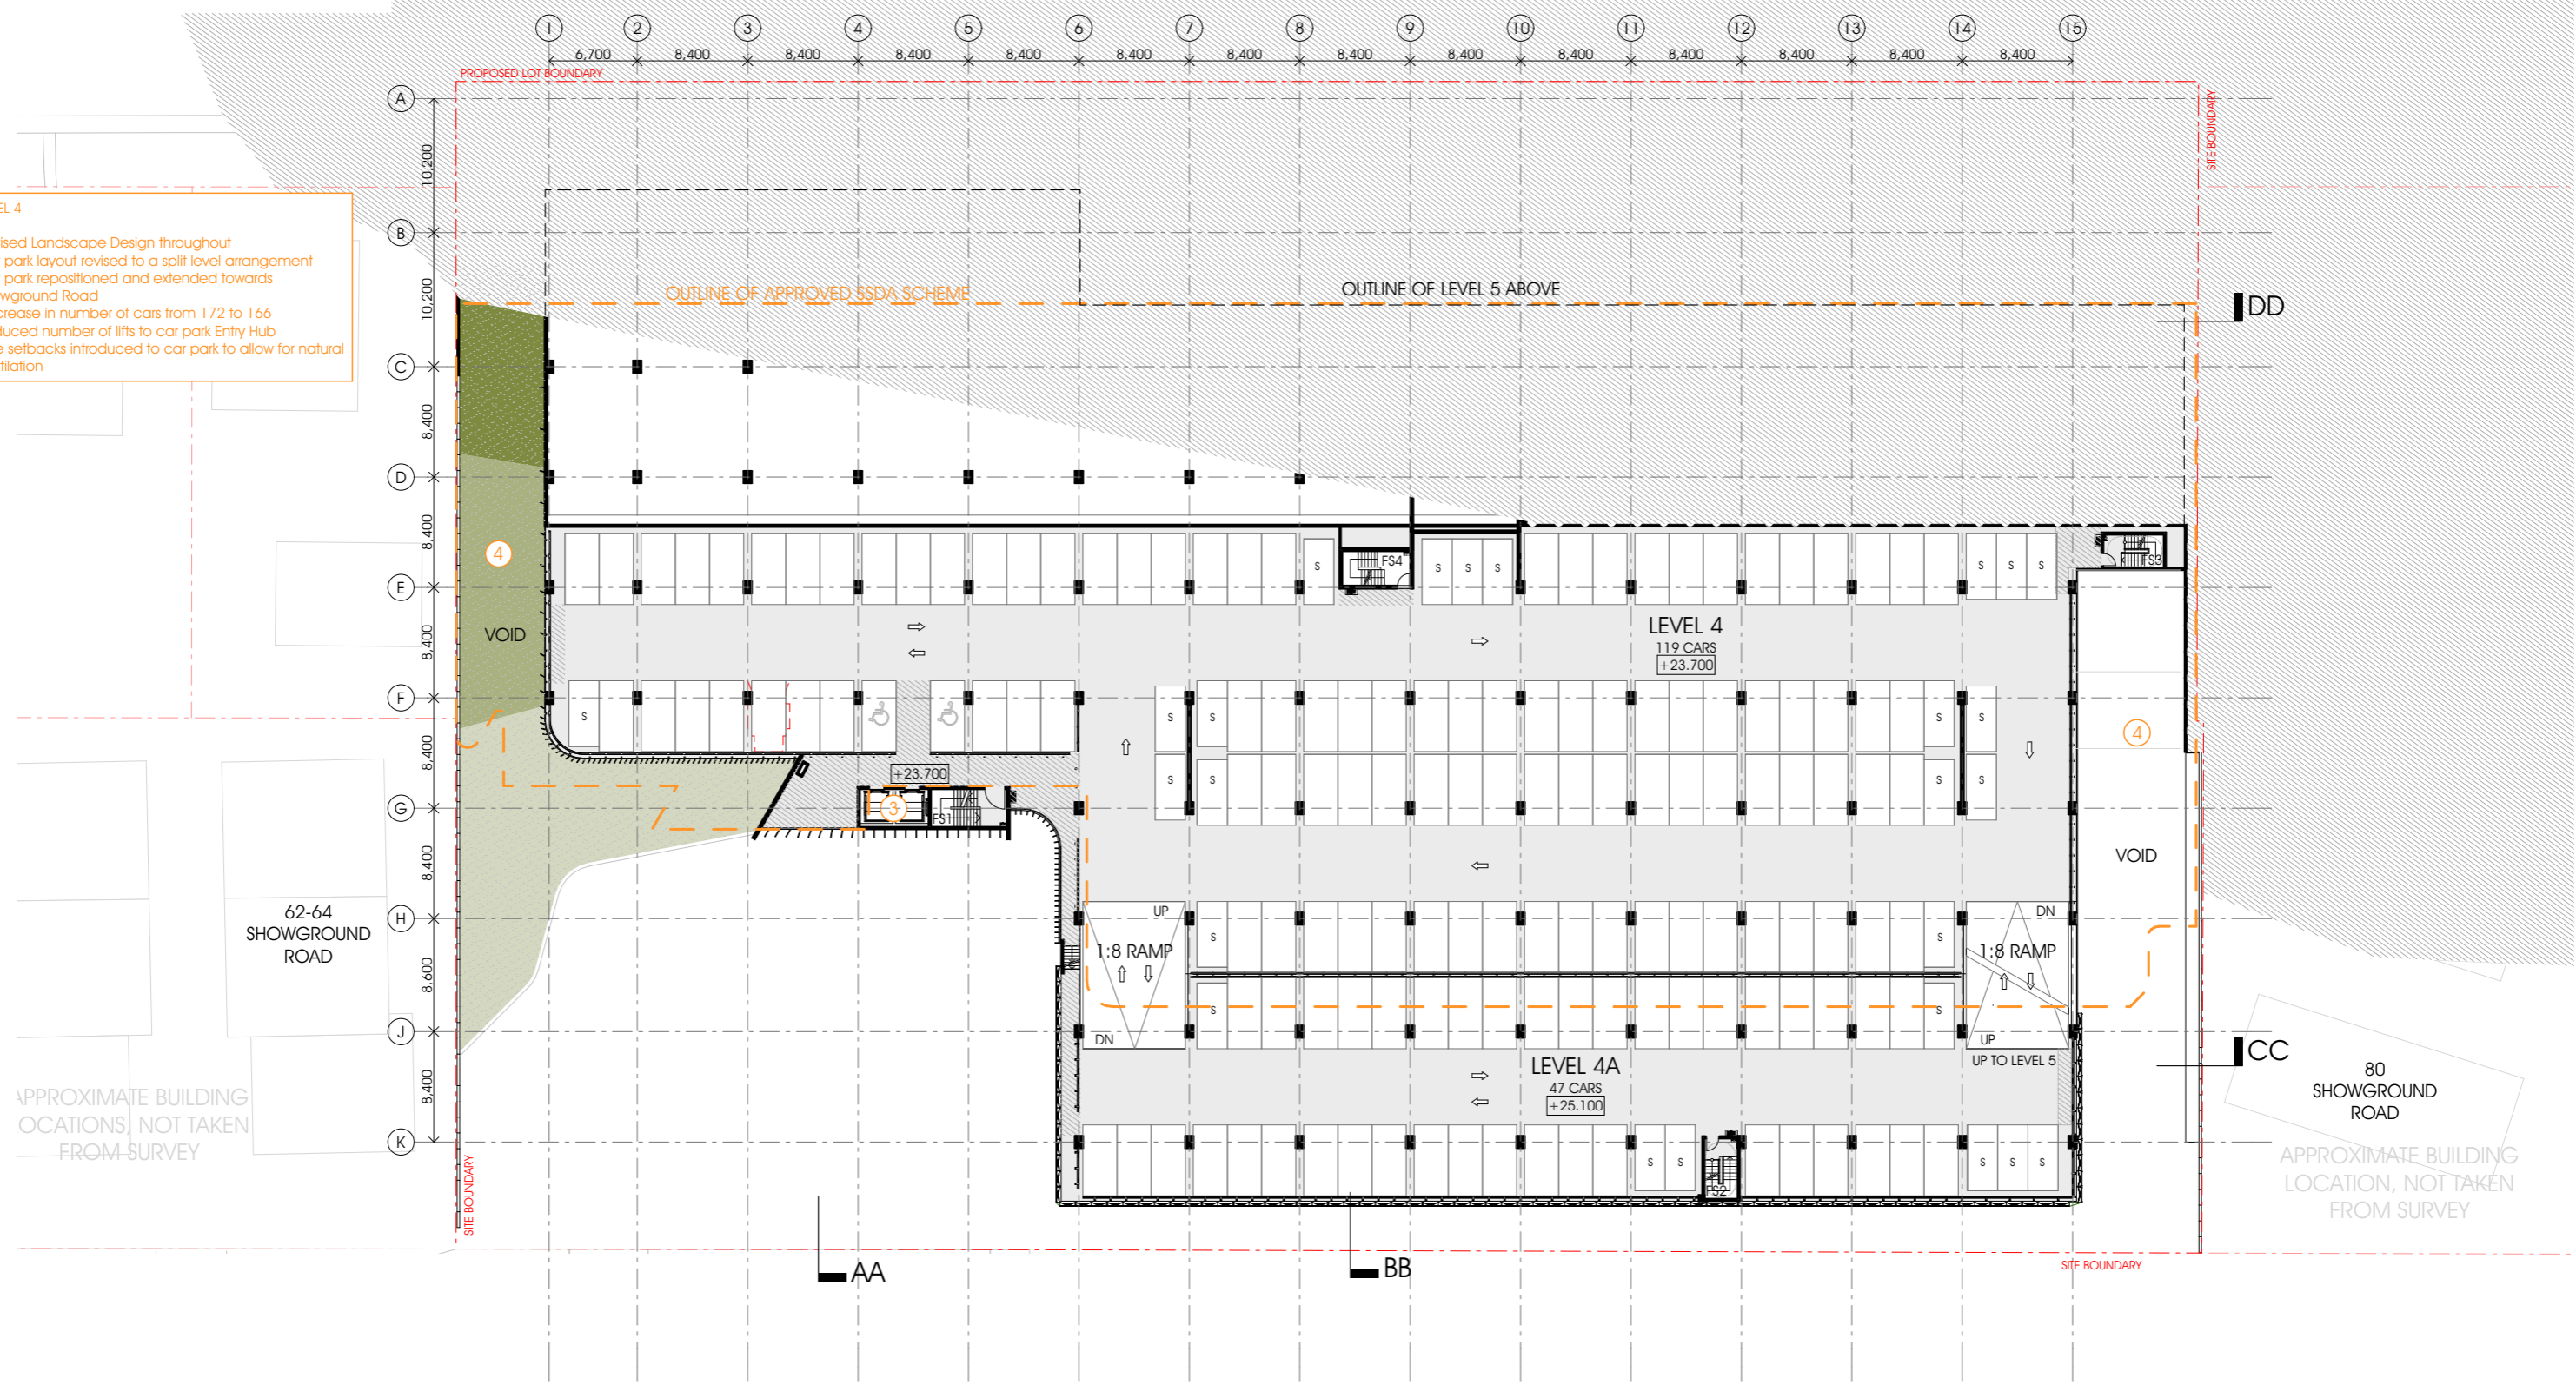 1 2 3 4 5 6 7 8 9 10 11 12 13 14 15
6,700 8,400 8,400 8,400 8,400 8,400 8,400 8,400 8,400 8,400 8,400 8,400 8,400 8,400
PROPOSED LOT BOUNDARY
SITE BOUNDARY
A
10,200
B
10,200
C
8,400
D
8,400
E
8,400
F
8,400
G
8,400
H
8,600
J
8,400
K
EL 4
ised Landscape Design throughout
park layout revised to a split level arrangement
park repositioned and extended towards
wground Road
crease in number of cars from 172 to 166
duced number of lifts to car park Entry Hub
e setbacks introduced to car park to allow for natural
tilation
OUTLINE OF APPROVED SSDA SCHEME
OUTLINE OF LEVEL 5 ABOVE
DD
4
VOID
S
FS4
S S S
S S S
FS3
LEVEL 4
119 CARS
+23.700
S
S S S S
S S S S
4
+23.700
3
FS1
VOID
UP
1:8 RAMP
DN
S S
S S
DN
1:8 RAMP
UP
UP TO LEVEL 5
LEVEL 4A
47 CARS
+25.100
CC
S S
FS2
S S S
62-64
SHOWGROUND
ROAD
80
SHOWGROUND
ROAD
APPROXIMATE BUILDING
OCATIONS, NOT TAKEN
FROM SURVEY
APPROXIMATE BUILDING
LOCATION, NOT TAKEN
FROM SURVEY
SITE BOUNDARY
AA
BB
SITE BOUNDARY